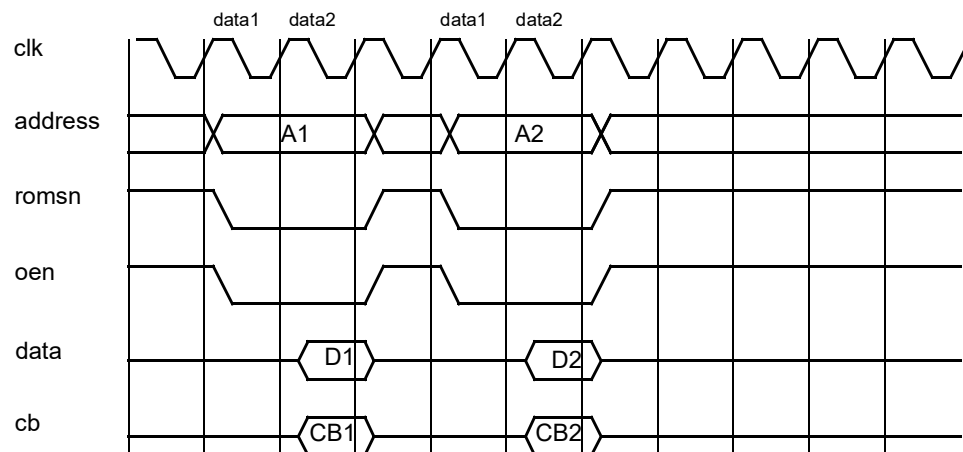 data1 data2 data1 data2
clk
address A1 A2
romsn
oen
data D1 D2
cb CB1 CB2